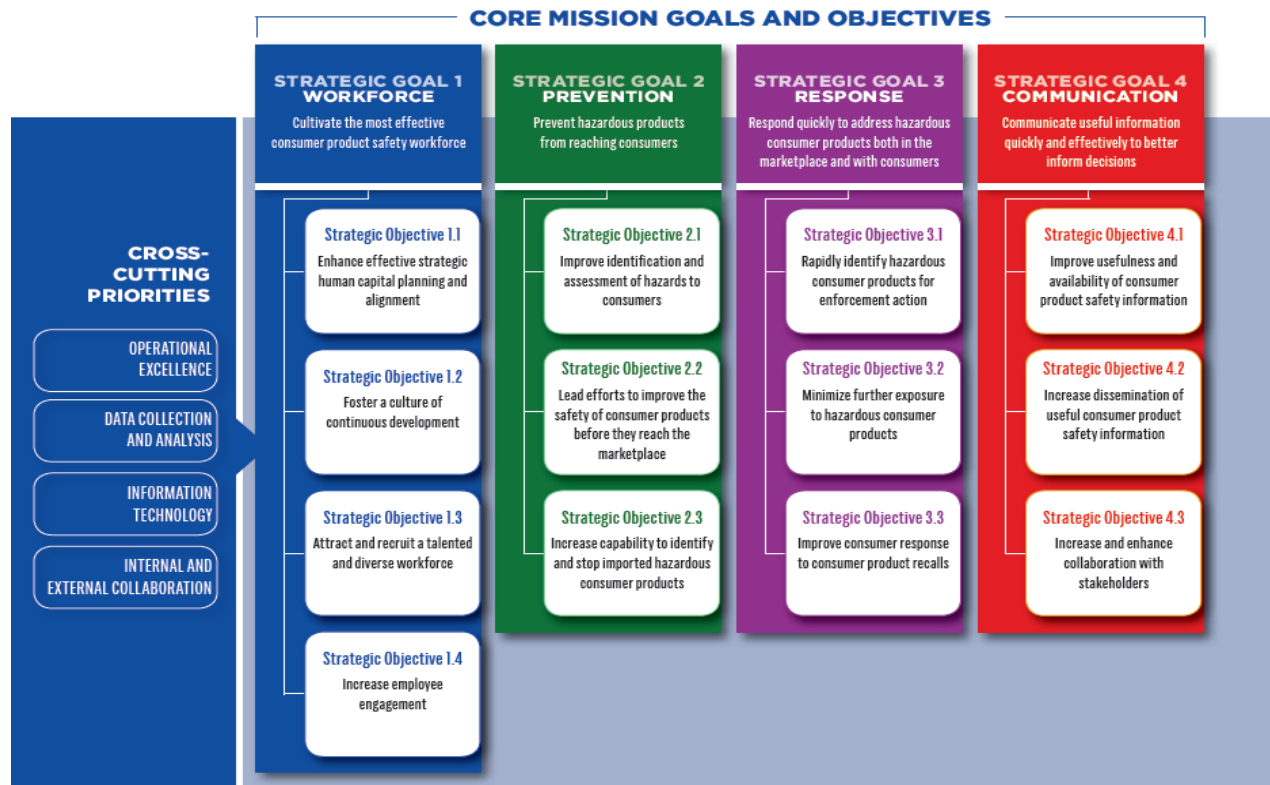 CORE MISSION GOALS AND OBJECTIVES
STRATEGIC GOAL 1
WORKFORCE
Cultivate the most effective
consumer product safety workforce
STRATEGIC GOAL 2
PREVENTION
Prevent hazardous products
from reaching consumers
STRATEGIC GOAL 3
RESPONSE
Respond quickly to address hazardous
consumer products both in the
marketplace and with consumers
STRATEGIC GOAL 4
COMMUNICATION
Communicate useful information
quickly and effectively to better
inform decisions
CROSS-
CUTTING
PRIORITIES
OPERATIONAL
EXCELLENCE
DATA COLLECTION
AND ANALYSIS
INFORMATION
TECHNOLOGY
INTERNAL AND
EXTERNAL COLLABORATION
Strategic Objective 1.1
Enhance effective strategic
human capital planning and
alignment
Strategic Objective 1.2
Foster a culture of
continuous development
Strategic Objective 1.3
Attract and recruit a talented
and diverse workforce
Strategic Objective 1.4
Increase employee
engagement
Strategic Objective 2.1
Improve identification and
assessment of hazards to
consumers
Strategic Objective 2.2
Lead efforts to improve the
safety of consumer products
before they reach the
marketplace
Strategic Objective 2.3
Increase capability to identify
and stop imported hazardous
consumer products
Strategic Objective 3.1
Rapidly identify hazardous
consumer products for
enforcement action
Strategic Objective 3.2
Minimize further exposure
to hazardous consumer
products
Strategic Objective 3.3
Improve consumer response
to consumer product recalls
Strategic Objective 4.1
Improve usefulness and
availability of consumer
product safety information
Strategic Objective 4.2
Increase dissemination of
useful consumer product
safety information
Strategic Objective 4.3
Increase and enhance
collaboration with
stakeholders